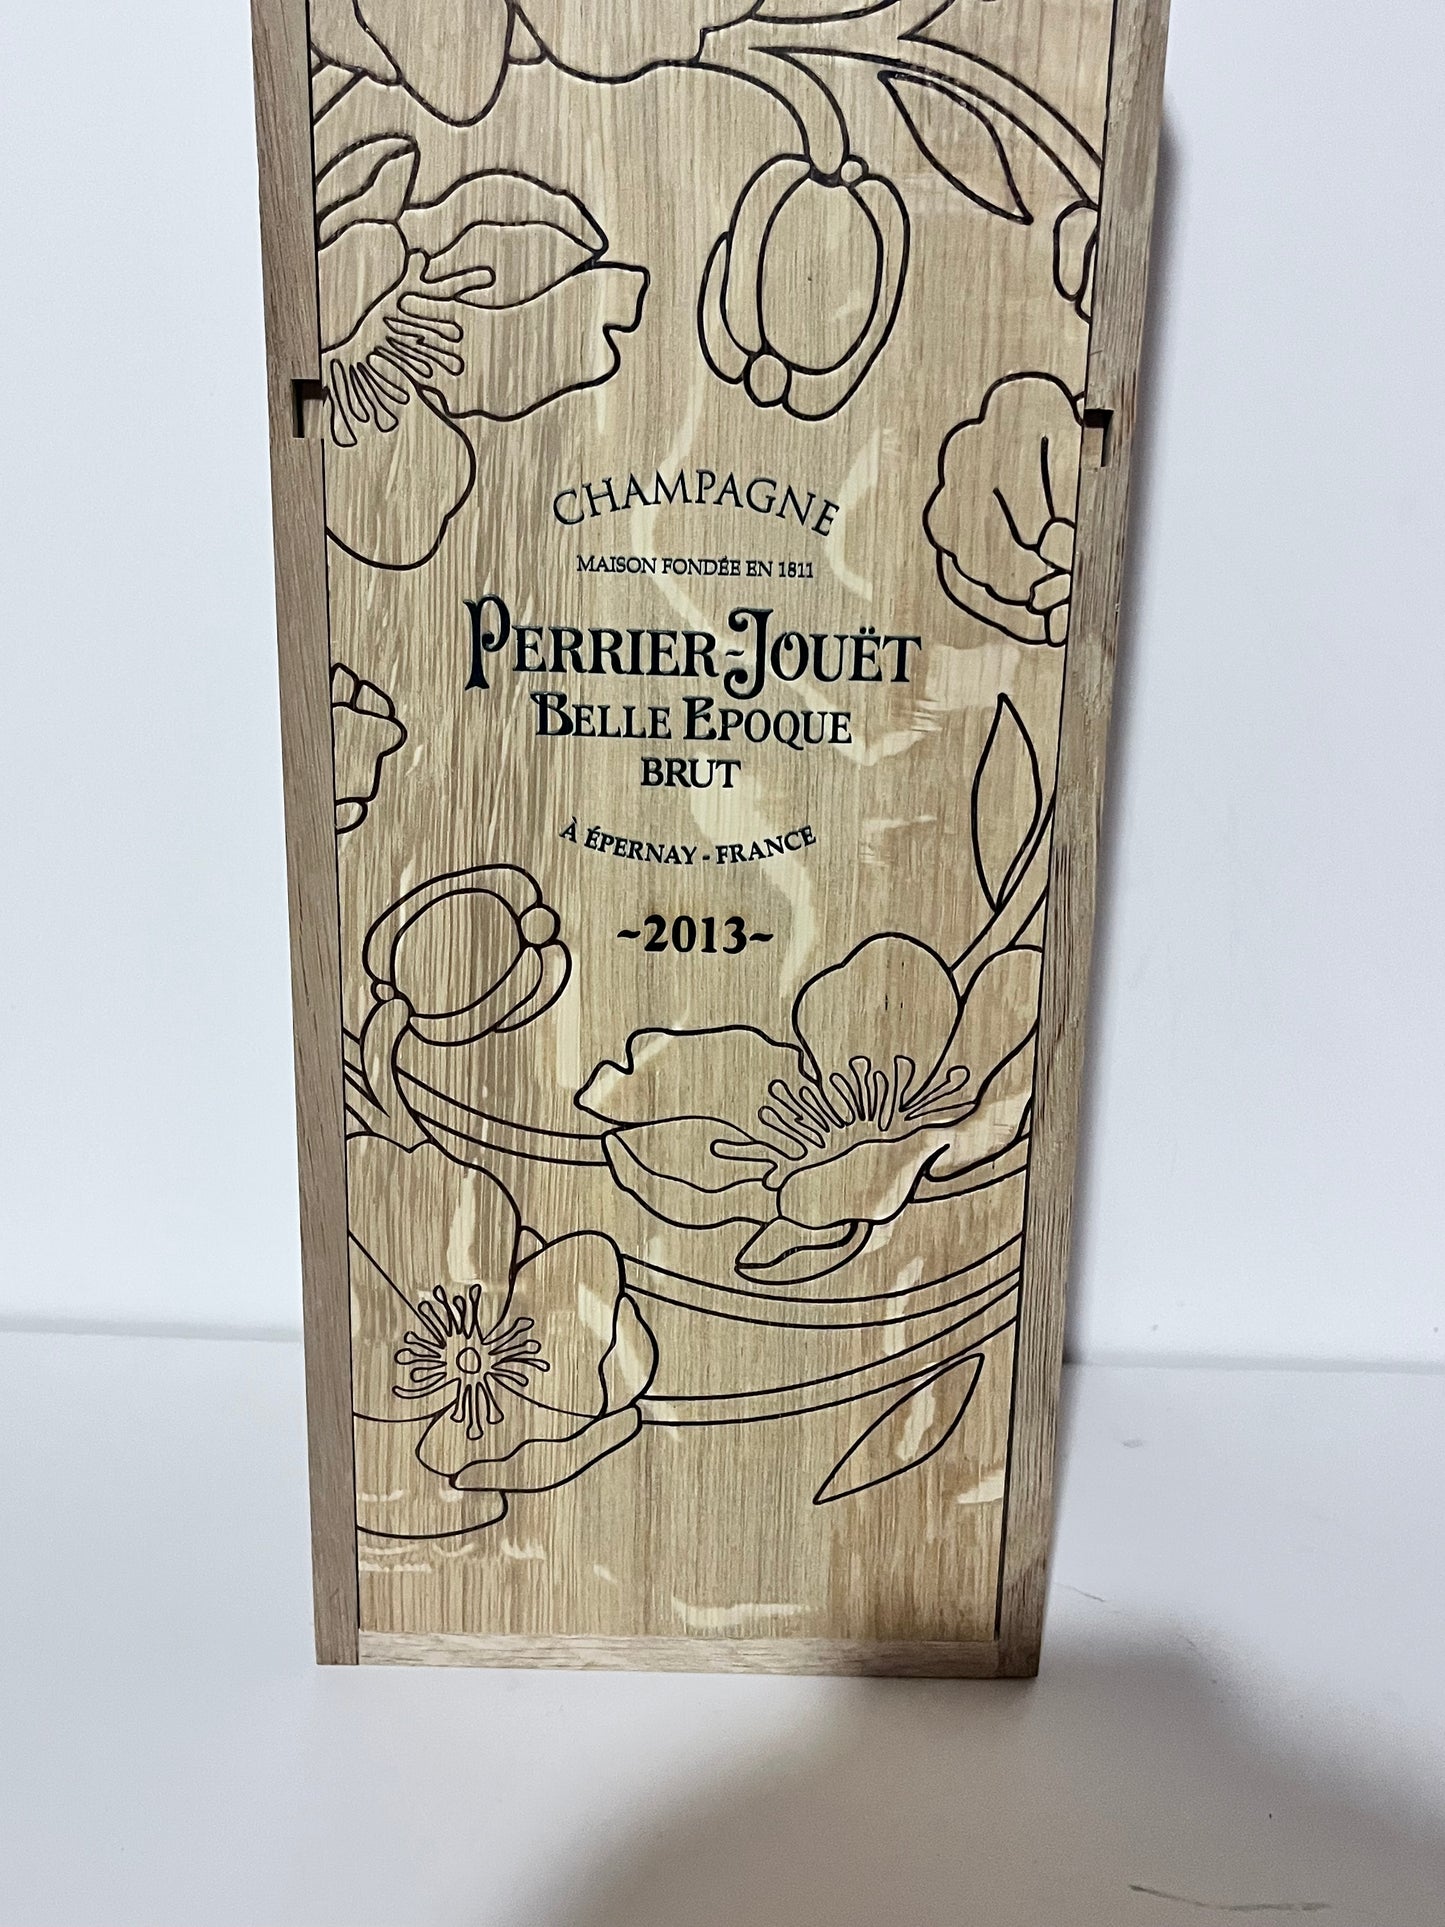 CHAMPAGNE
MAISON FONDÉE EN 1811
PERRIER-JOUËT
BELLE EPOQUE
BRUT
À ÉPERNAY - FRANCE
~2013~